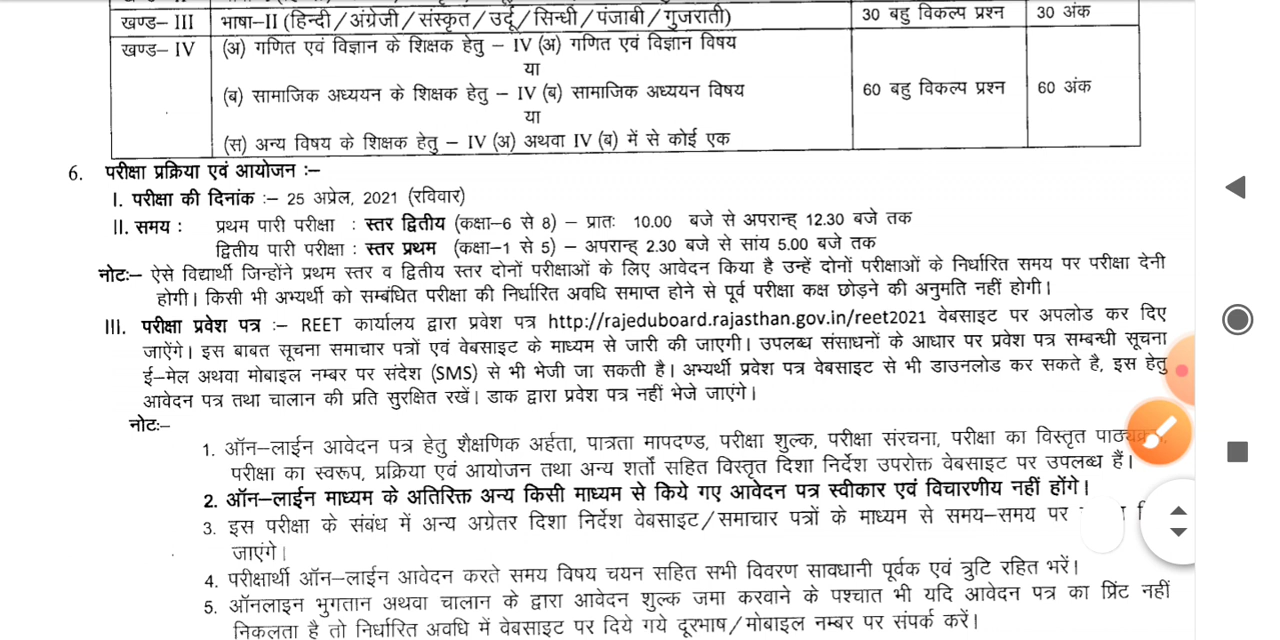 खण्ड– III भाषा–II (हिन्दी/अंग्रेजी/संस्कृत/उर्दू/सिन्धी/पंजाबी/गुजराती) 30 बहु विकल्प प्रश्न 30 अंक
खण्ड– IV (अ) गणित एवं विज्ञान के शिक्षक हेतु – IV (अ) गणित एवं विज्ञान विषय
या
(ब) सामाजिक अध्ययन के शिक्षक हेतु – IV (ब) सामाजिक अध्ययन विषय 60 बहु विकल्प प्रश्न 60 अंक
या
(स) अन्य विषय के शिक्षक हेतु – IV (अ) अथवा IV (ब) में से कोई एक
6. परीक्षा प्रक्रिया एवं आयोजन :–
I. परीक्षा की दिनांक :– 25 अप्रेल, 2021 (रविवार)
II. समय : प्रथम पारी परीक्षा : स्तर द्वितीय (कक्षा–6 से 8) – प्रातः 10.00 बजे से अपरान्ह् 12.30 बजे तक
द्वितीय पारी परीक्षा : स्तर प्रथम (कक्षा–1 से 5) – अपरान्ह् 2.30 बजे से सांय 5.00 बजे तक
नोटः– ऐसे विद्यार्थी जिन्होंने प्रथम स्तर व द्वितीय स्तर दोनों परीक्षाओं के लिए आवेदन किया है उन्हें दोनों परीक्षाओं के निर्धारित समय पर परीक्षा देनी
होगी। किसी भी अभ्यर्थी को सम्बंधित परीक्षा की निर्धारित अवधि समाप्त होने से पूर्व परीक्षा कक्ष छोड़ने की अनुमति नहीं होगी।
III. परीक्षा प्रवेश पत्र :– REET कार्यालय द्वारा प्रवेश पत्र http://rajeduboard.rajasthan.gov.in/reet2021 वेबसाइट पर अपलोड कर दिए
जाऐंगे। इस बाबत सूचना समाचार पत्रों एवं वेबसाइट के माध्यम से जारी की जाएगी। उपलब्ध संसाधनों के आधार पर प्रवेश पत्र सम्बन्धी सूचना
ई–मेल अथवा मोबाइल नम्बर पर संदेश (SMS) से भी भेजी जा सकती है। अभ्यर्थी प्रवेश पत्र वेबसाइट से भी डाउनलोड कर सकते है, इस हेतु
आवेदन पत्र तथा चालान की प्रति सुरक्षित रखें। डाक द्वारा प्रवेश पत्र नहीं भेजे जाएंगे।
नोटः–
1. ऑन–लाईन आवेदन पत्र हेतु शैक्षणिक अर्हता, पात्रता मापदण्ड, परीक्षा शुल्क, परीक्षा संरचना, परीक्षा का विस्तृत
परीक्षा का स्वरूप, प्रक्रिया एवं आयोजन तथा अन्य शर्तों सहित विस्तृत दिशा निर्देश उपरोक्त वेबसाइट पर उपलब्ध हैं।
2. ऑन–लाईन माध्यम के अतिरिक्त अन्य किसी माध्यम से किये गए आवेदन पत्र स्वीकार एवं विचारणीय नहीं होंगे।
3. इस परीक्षा के संबंध में अन्य अग्रेतर दिशा निर्देश वेबसाइट/समाचार पत्रों के माध्यम से समय–समय पर
जाएंगे।
4. परीक्षार्थी ऑन–लाईन आवेदन करते समय विषय चयन सहित सभी विवरण सावधानी पूर्वक एवं त्रुटि रहित भरें।
5. ऑनलाइन भुगतान अथवा चालान के द्वारा आवेदन शुल्क जमा करवाने के पश्चात भी यदि आवेदन पत्र का प्रिंट नहीं
निकलता है तो निर्धारित अवधि में वेबसाइट पर दिये गये दूरभाष/मोबाइल नम्बर पर संपर्क करें।